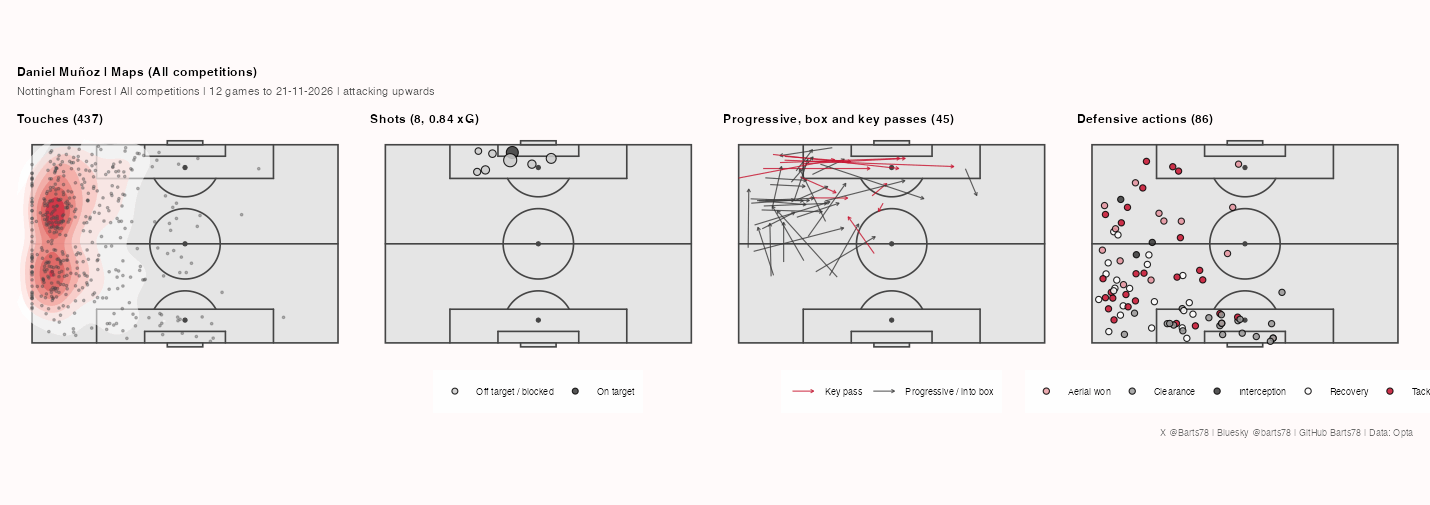 Daniel Muñoz | Maps (All competitions)
Nottingham Forest | All competitions | 12 games to 21-11-2026 | attacking upwards
Touches (437)
Shots (8, 0.84 xG)
Progressive, box and key passes (45)
Defensive actions (86)
Off target / blocked
On target
Key pass
Progressive / into box
Aerial won
Clearance
Interception
Recovery
Tack
X @Barts78 | Bluesky @barts78 | GitHub Barts78 | Data: Opta